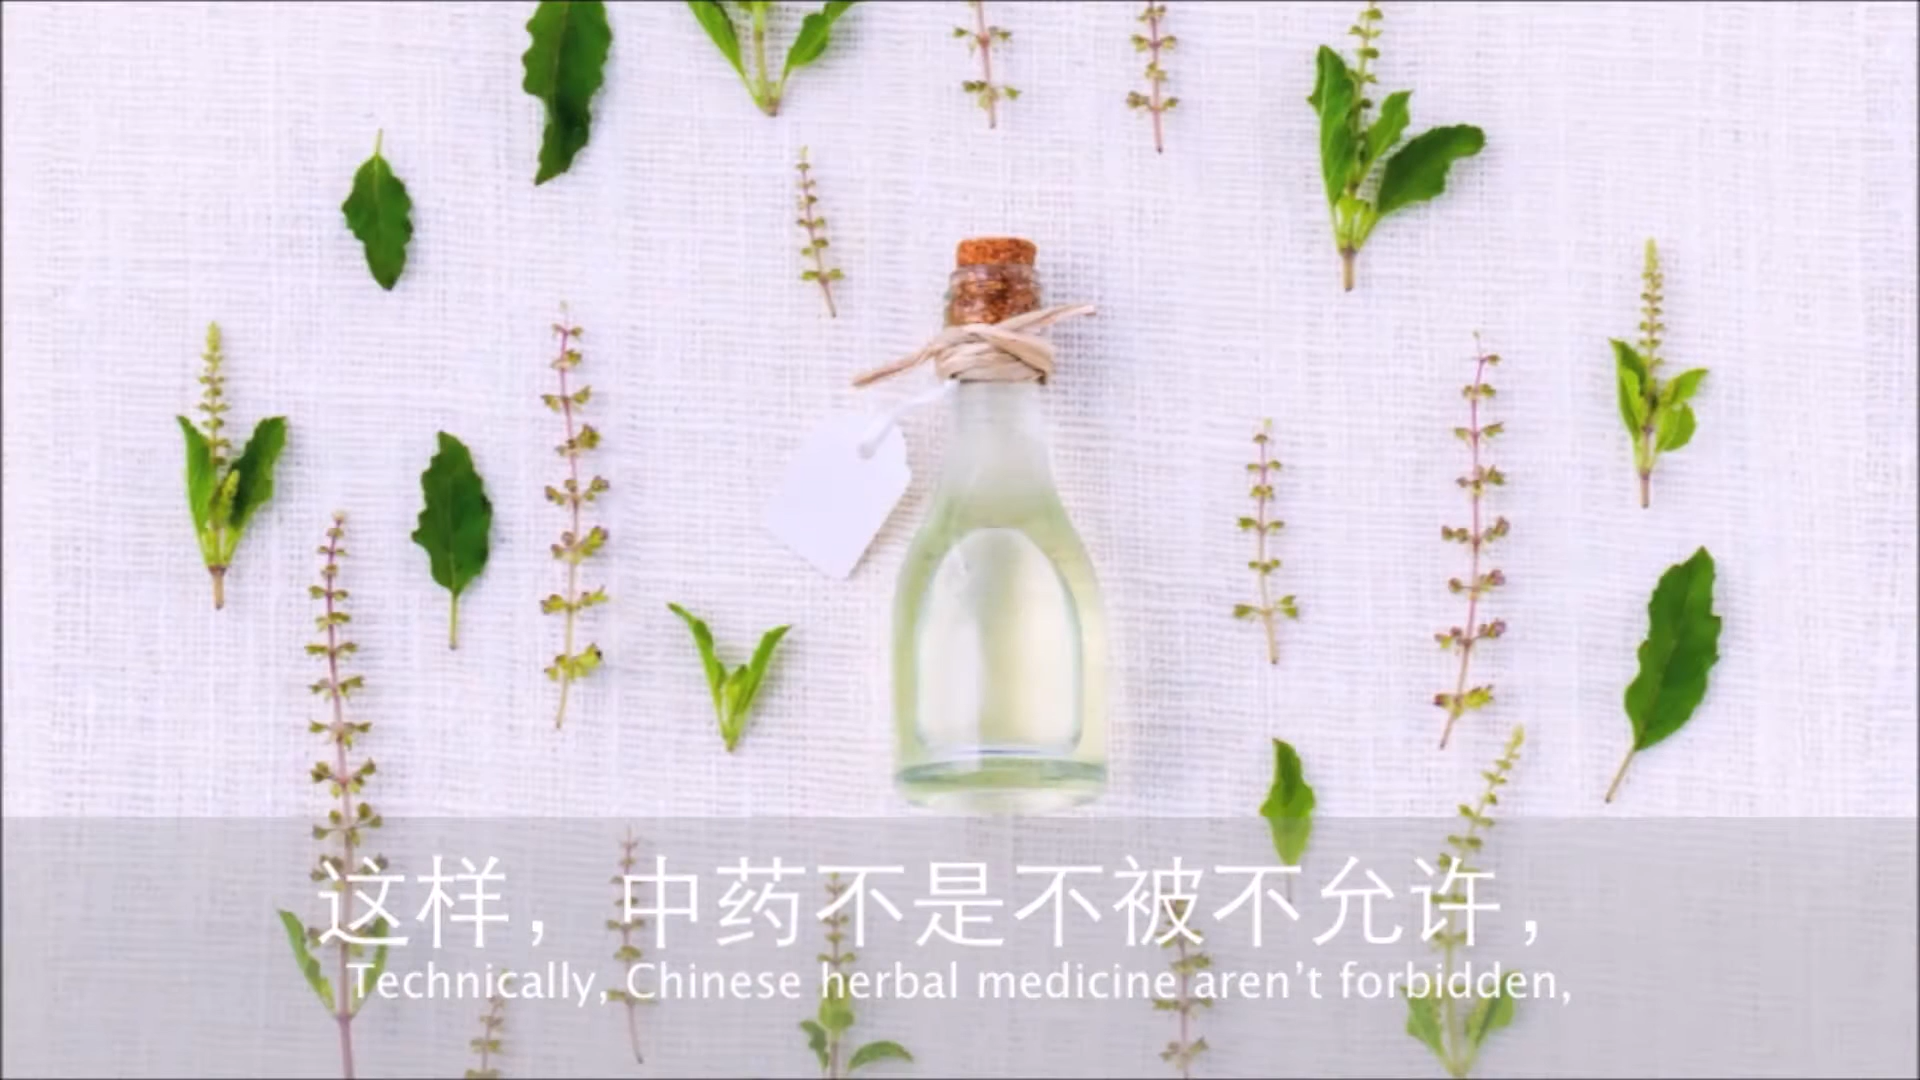 这样，中药不是不被不允许，
Technically, Chinese herbal medicine aren’t forbidden,